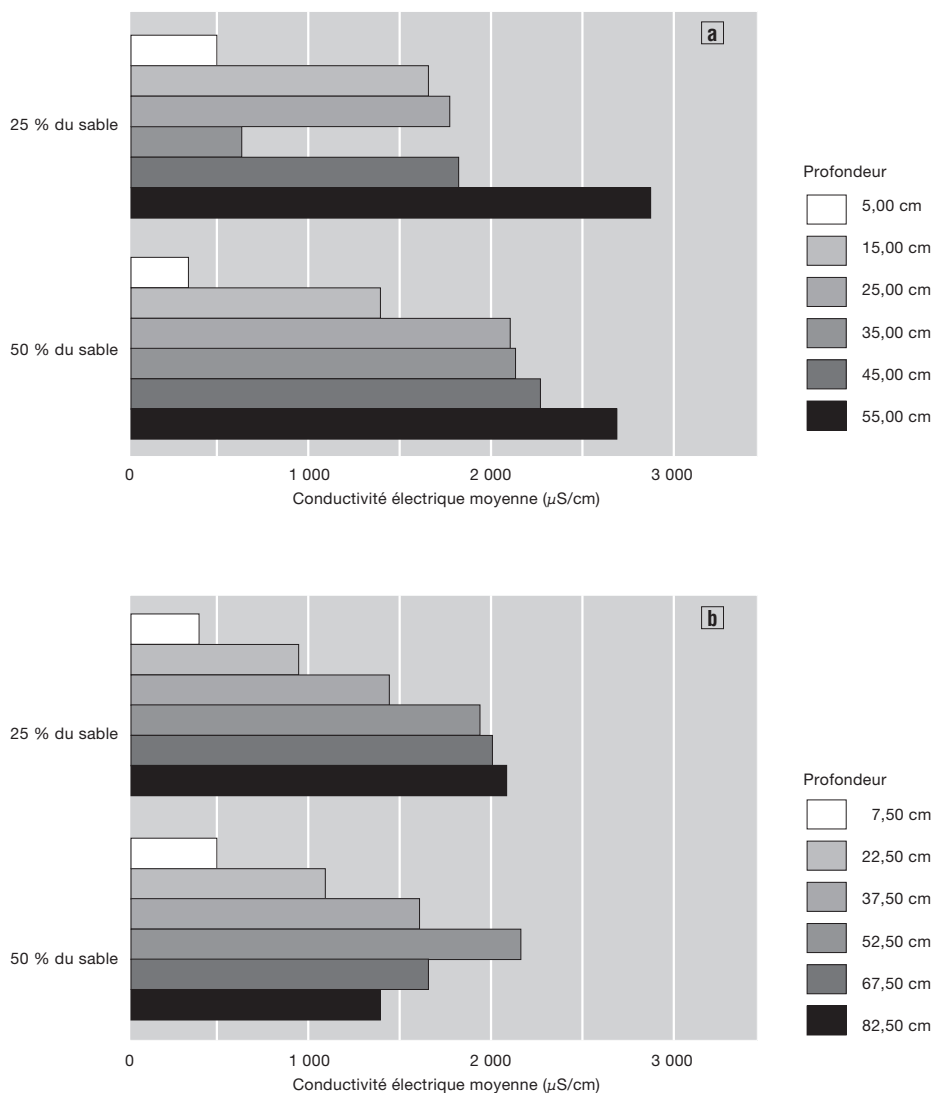 a
25 % du sable
50 % du sable
0 1 000 2 000 3 000
Conductivité électrique moyenne (µS/cm)
Profondeur
5,00 cm
15,00 cm
25,00 cm
35,00 cm
45,00 cm
55,00 cm
b
25 % du sable
50 % du sable
0 1 000 2 000 3 000
Conductivité électrique moyenne (µS/cm)
Profondeur
7,50 cm
22,50 cm
37,50 cm
52,50 cm
67,50 cm
82,50 cm